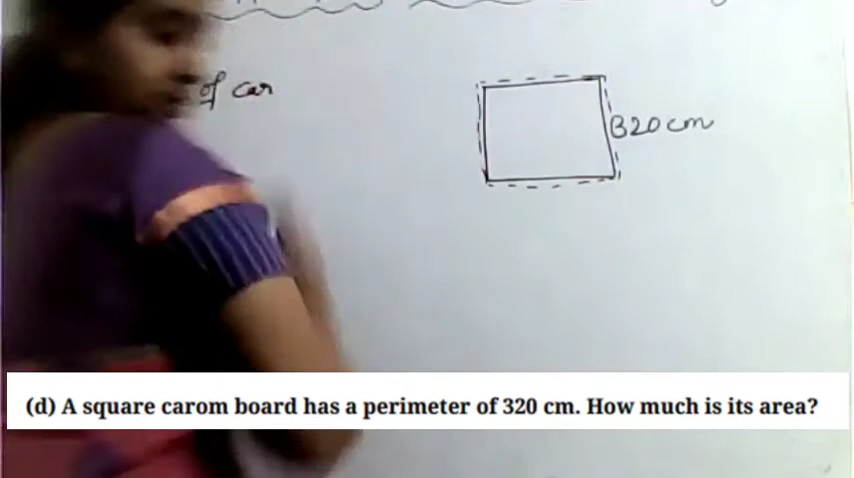 of car
320 cm
(d) A square carom board has a perimeter of 320 cm. How much is its area?